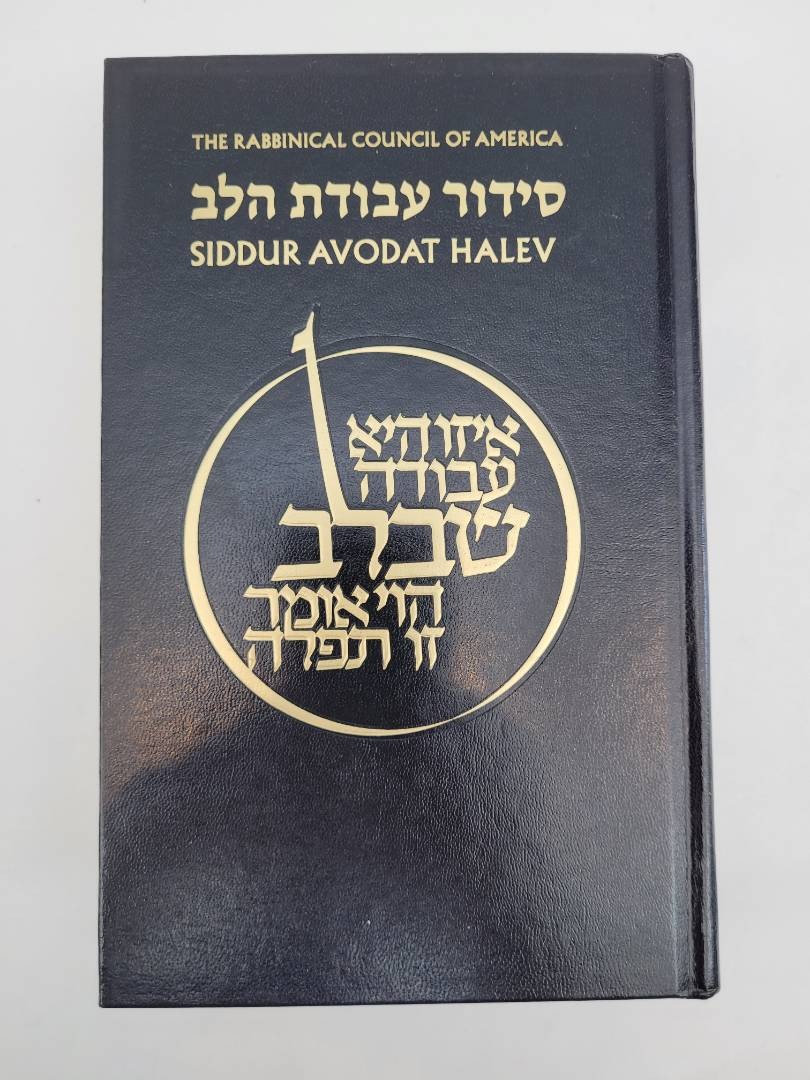 THE RABBINICAL COUNCIL OF AMERICA
סידור עבודת הלב
SIDDUR AVODAT HALEV
איזו היא
עבודה
שבלב
הוי אומר
זו תפלה